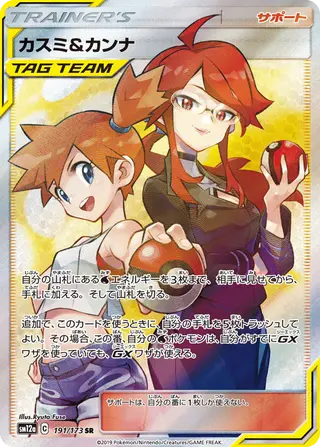 TRAINER'S
サポート
カスミ&カンナ
TAG TEAM
自分の山札にあるエネルギーを3枚まで、相手に見せてから、
手札に加える。そして山札を切る。
追加で、このカードを使うときに、自分の手札を5枚トラッシュして
よい。その場合、この番、自分のポケモンは、自分がすでにGX
ワザを使っていても、GXワザが使える。
Illus.Ryuta Fuse
サポートは、自分の番に1枚しか使えない。
sm12a C 191/173 SR
©2019 Pokémon/Nintendo/Creatures/GAME FREAK.